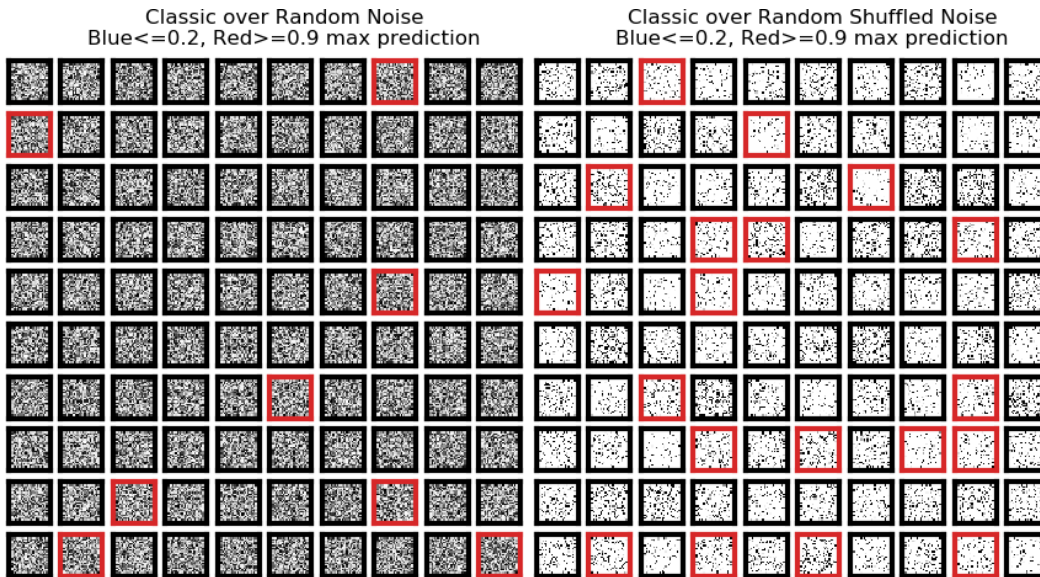 Classic over Random Noise
Blue<=0.2, Red>=0.9 max prediction
Classic over Random Shuffled Noise
Blue<=0.2, Red>=0.9 max prediction